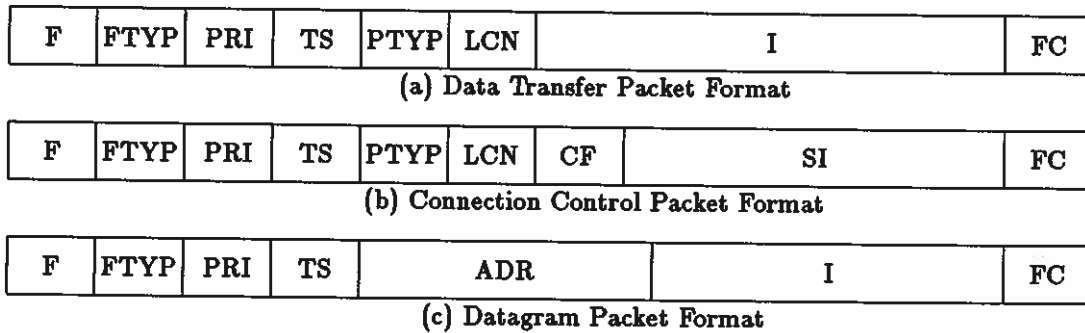 F FTYP PRI TS PTYP LCN I FC
(a) Data Transfer Packet Format
F FTYP PRI TS PTYP LCN CF SI FC
(b) Connection Control Packet Format
F FTYP PRI TS ADR I FC
(c) Datagram Packet Format